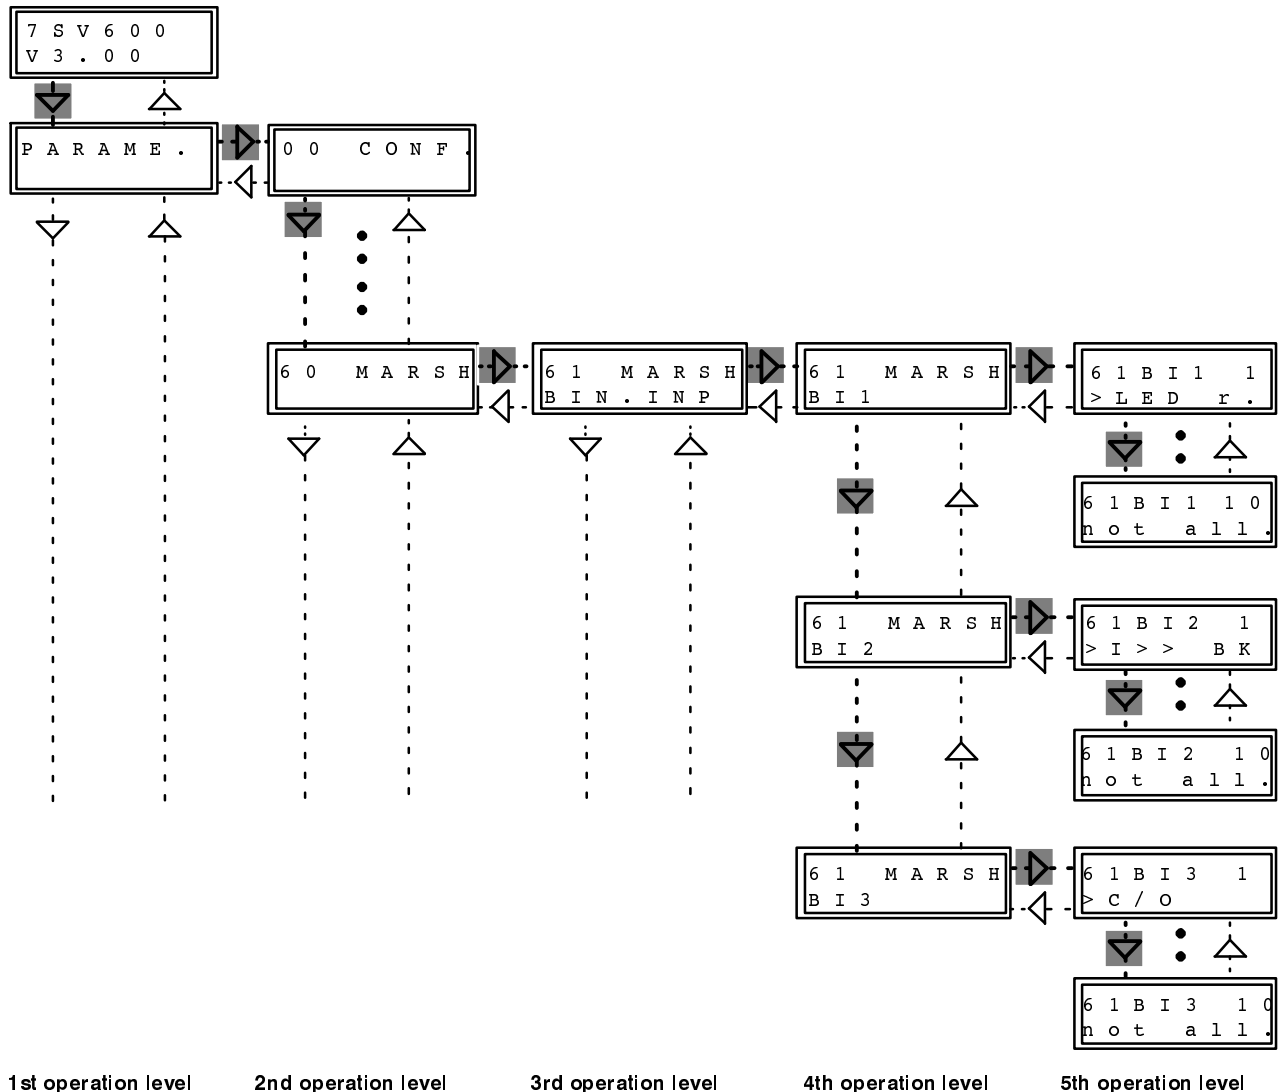 7SV600
V3.00
PARAME.
00 CONF.
60 MARSH
61 MARSH
BIN.INP
61 MARSH
BI1
61BI1 1
>LED r.
61BI1 10
not all.
61 MARSH
BI2
61BI2 1
>I>> BK
61BI2 10
not all.
61 MARSH
BI3
61BI3 1
>C/O
61BI3 10
not all.
1st operation level
2nd operation level
3rd operation level
4th operation level
5th operation level